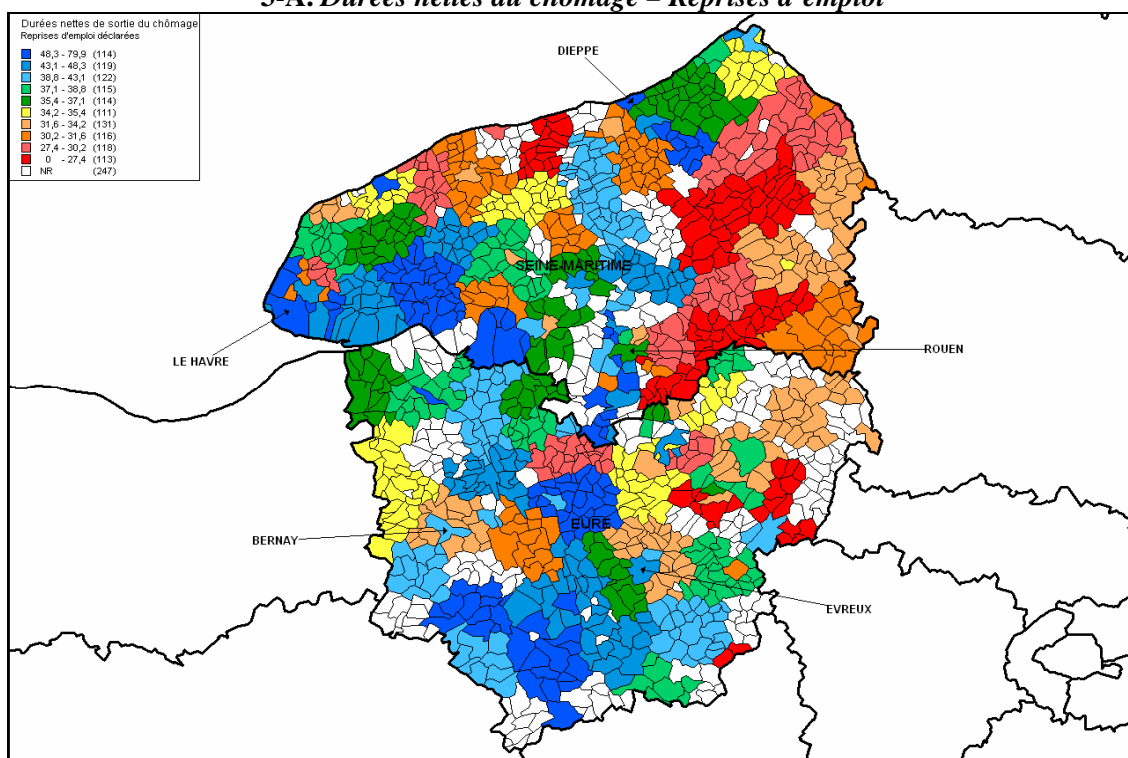 3-A. Durées nettes du chômage – Reprises d'emploi
Durées nettes de sortie du chômage
Reprises d'emploi déclarées
48,3 - 79,9 (114)
43,1 - 48,3 (119)
38,8 - 43,1 (122)
37,1 - 38,8 (115)
35,4 - 37,1 (114)
34,2 - 35,4 (111)
31,6 - 34,2 (131)
30,2 - 31,6 (116)
27,4 - 30,2 (118)
0 - 27,4 (113)
NR (247)
DIEPPE
SEINE MARITIME
LE HAVRE
ROUEN
BERNAY
EURE
EVREUX